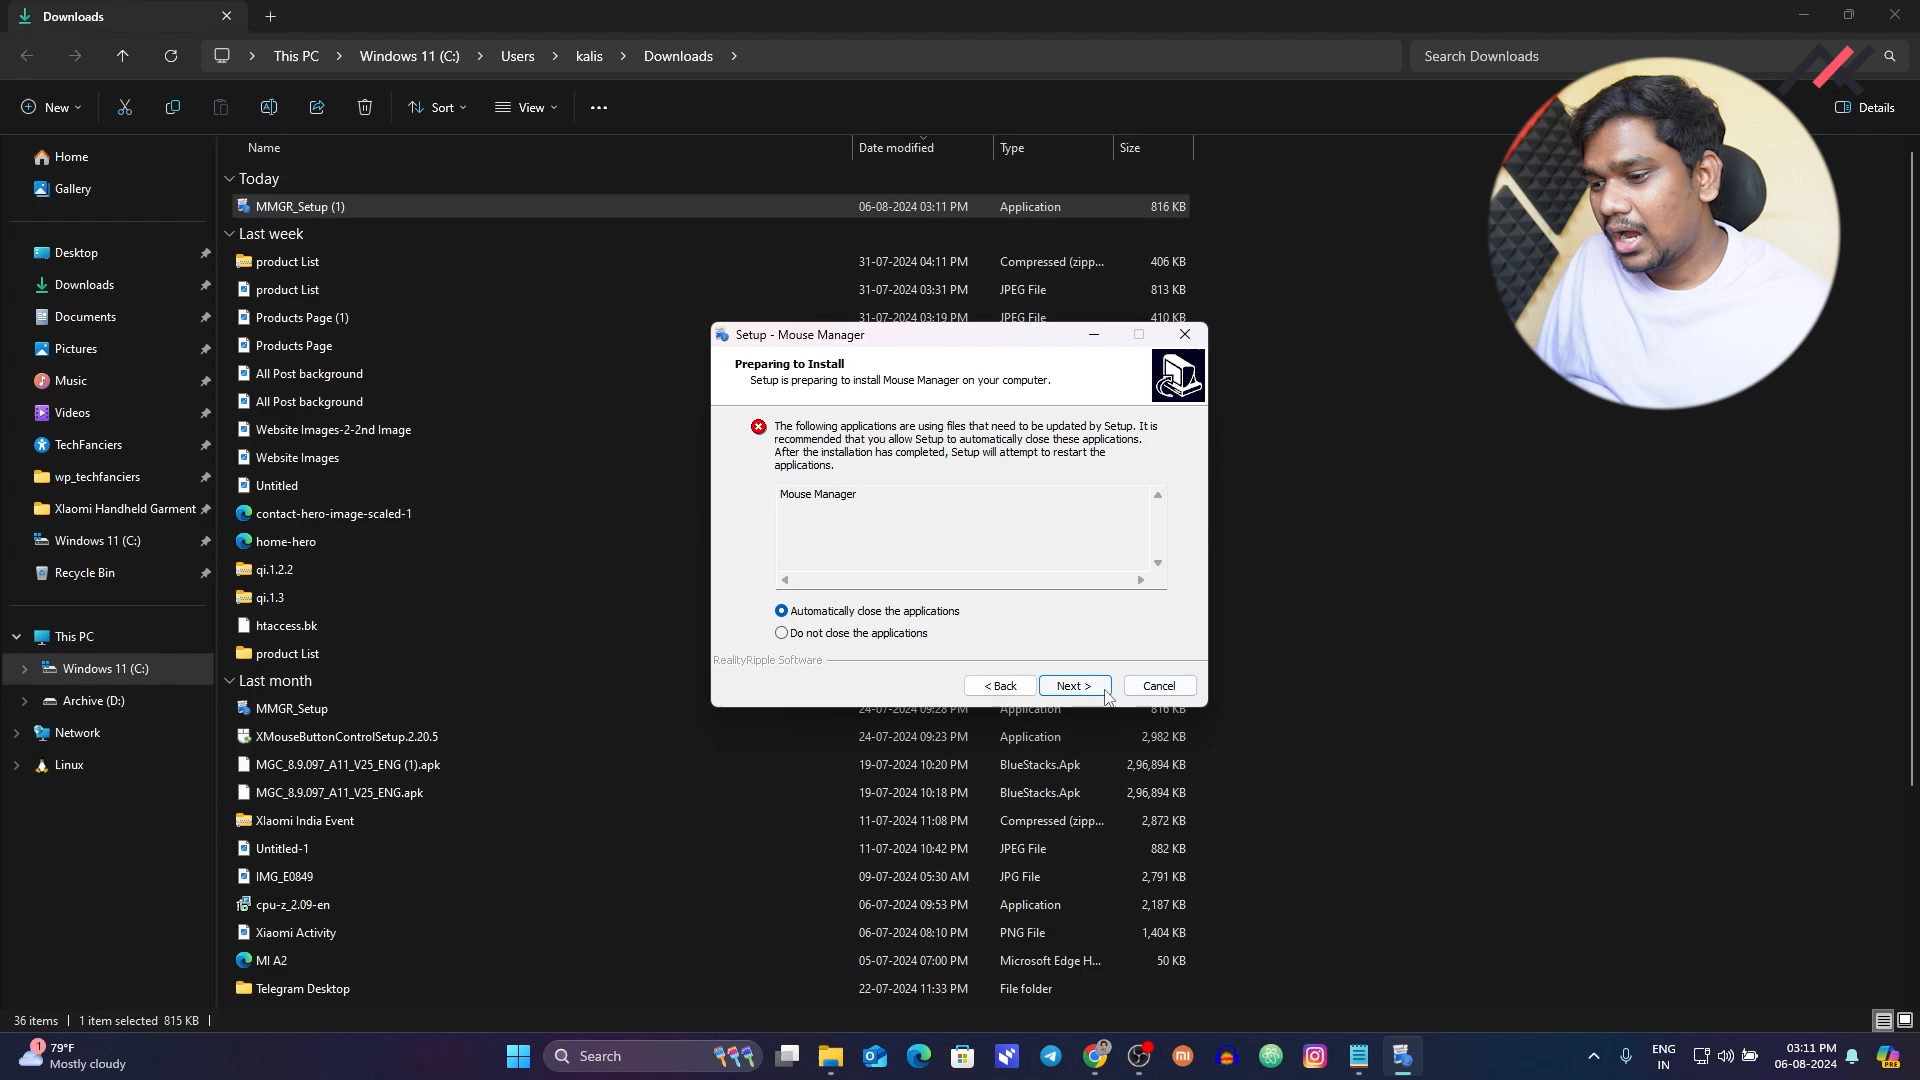 Downloads
This PC
Windows 11 (C:)
Users
kalis
Downloads
Search Downloads
New
Sort
View
Details
Name
Date modified
Type
Size
Home
Gallery
Desktop
Downloads
Documents
Pictures
Music
Videos
TechFanciers
wp_techfanciers
XIaomi Handheld Garment
Windows 11 (C:)
Recycle Bin
This PC
Windows 11 (C:)
Archive (D:)
Network
Linux
Today
MMGR_Setup (1) 06-08-2024 03:11 PM Application 816 KB
Last week
product List 31-07-2024 04:11 PM Compressed (zipp... 406 KB
product List 31-07-2024 03:31 PM JPEG File 813 KB
Products Page (1) 31-07-2024 03:19 PM JPEG File 410 KB
Products Page
All Post background
All Post background
Website Images-2-2nd Image
Website Images
Untitled
contact-hero-image-scaled-1
home-hero
qi.1.2.2
qi.1.3
htaccess.bk
product List
Last month
MMGR_Setup 24-07-2024 09:28 PM Application 816 KB
XMouseButtonControlSetup.2.20.5 24-07-2024 09:23 PM Application 2,982 KB
MGC_8.9.097_A11_V25_ENG (1).apk 19-07-2024 10:20 PM BlueStacks.Apk 2,96,894 KB
MGC_8.9.097_A11_V25_ENG.apk 19-07-2024 10:18 PM BlueStacks.Apk 2,96,894 KB
XIaomi India Event 11-07-2024 11:08 PM Compressed (zipp... 2,872 KB
Untitled-1 11-07-2024 10:42 PM JPEG File 882 KB
IMG_E0849 09-07-2024 05:30 AM JPG File 2,791 KB
cpu-z_2.09-en 06-07-2024 09:53 PM Application 2,187 KB
Xiaomi Activity 06-07-2024 08:10 PM PNG File 1,404 KB
MI A2 05-07-2024 07:00 PM Microsoft Edge H... 50 KB
Telegram Desktop 22-07-2024 11:33 PM File folder
Setup - Mouse Manager
Preparing to Install
Setup is preparing to install Mouse Manager on your computer.
The following applications are using files that need to be updated by Setup. It is
recommended that you allow Setup to automatically close these applications.
After the installation has completed, Setup will attempt to restart the
applications.
Mouse Manager
Automatically close the applications
Do not close the applications
RealityRipple Software
< Back
Next >
Cancel
36 items
1 item selected 815 KB
1
79°F
Mostly cloudy
Search
ENG
IN
03:11 PM
06-08-2024
PRE